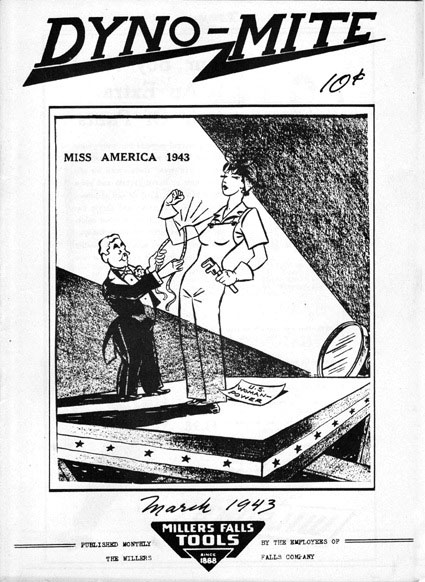 DYNO-MITE
10¢
MISS AMERICA 1943
U.S.
WOMAN-
POWER
March 1943
MILLERS FALLS
TOOLS
SINCE
1868
PUBLISHED MONTHLY BY THE EMPLOYEES OF
THE MILLERS FALLS COMPANY